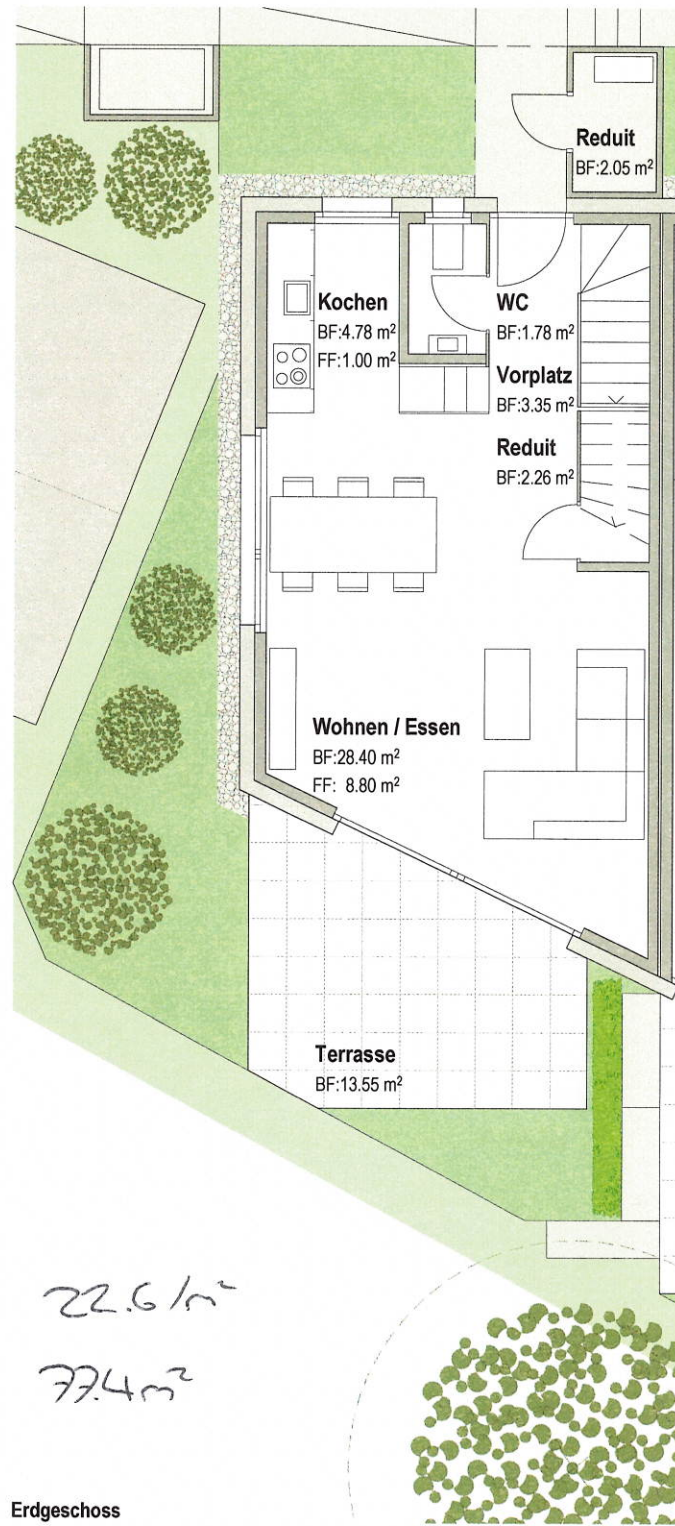 Reduit
BF:2.05 m²
Kochen
BF:4.78 m²
FF:1.00 m²
WC
BF:1.78 m²
Vorplatz
BF:3.35 m²
Reduit
BF:2.26 m²
Wohnen / Essen
BF:28.40 m²
FF: 8.80 m²
Terrasse
BF:13.55 m²
22.6 / m²
77.4 m²
Erdgeschoss